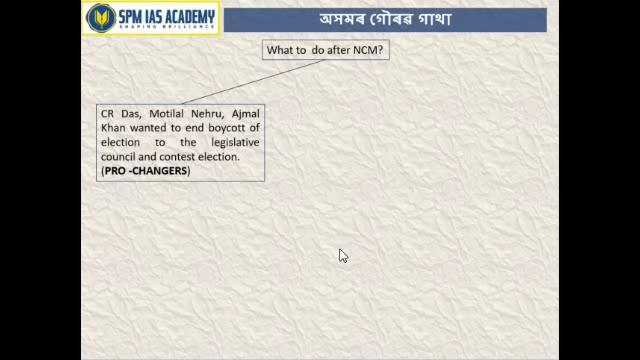 SPM IAS ACADEMY
SHAPING BRILLIANCE
অসমৰ গৌৰৱ গাথা
What to do after NCM?
CR Das, Motilal Nehru, Ajmal
Khan wanted to end boycott of
election to the legislative
council and contest election.
(PRO -CHANGERS)